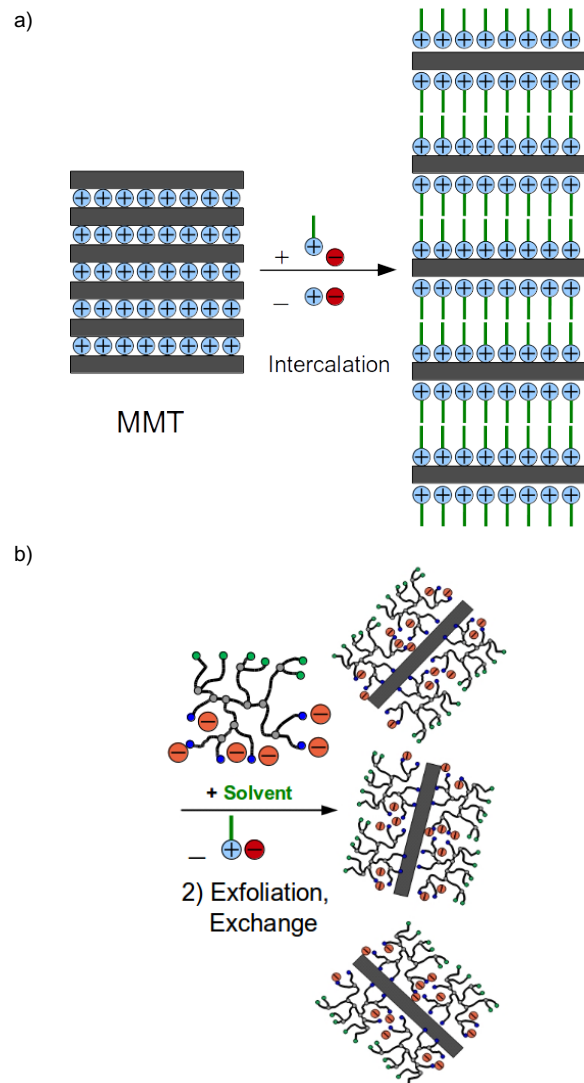 a)
+
–
Intercalation
MMT
b)
+ Solvent
–
2) Exfoliation,
Exchange